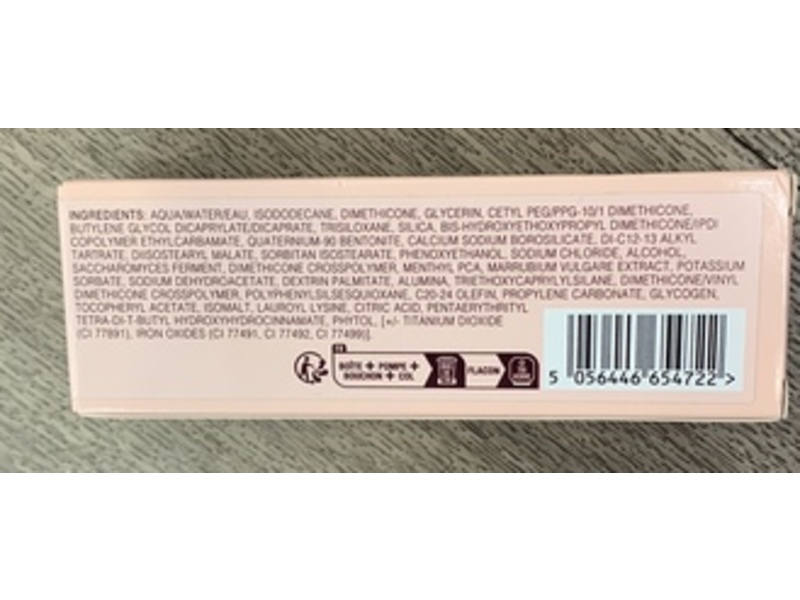 INGREDIENTS: AQUA/WATER/EAU, ISODODECANE, DIMETHICONE, GLYCERIN, CETYL PEG/PPG-10/1 DIMETHICONE,
BUTYLENE GLYCOL DICAPRYLATE/DICAPRATE, TRISILOXANE, SILICA, BIS-HYDROXYETHOXYPROPYL DIMETHICONE/IPDI
COPOLYMER ETHYLCARBAMATE, QUATERNIUM-90 BENTONITE, CALCIUM SODIUM BOROSILICATE, DI-C12-13 ALKYL
TARTRATE, DIISOSTEARYL MALATE, SORBITAN ISOSTEARATE, PHENOXYETHANOL, SODIUM CHLORIDE, ALCOHOL,
SACCHAROMYCES FERMENT, DIMETHICONE CROSSPOLYMER, MENTHYL PCA, MARRUBIUM VULGARE EXTRACT, POTASSIUM
SORBATE, SODIUM DEHYDROACETATE, DEXTRIN PALMITATE, ALUMINA, TRIETHOXYCAPRYLYLSILANE, DIMETHICONE/VINYL
DIMETHICONE CROSSPOLYMER, POLYPHENYLSILSESQUIOXANE, C20-24 OLEFIN, PROPYLENE CARBONATE, GLYCOGEN,
TOCOPHERYL ACETATE, ISOMALT, LAUROYL LYSINE, CITRIC ACID, PENTAERYTHRITYL
TETRA-DI-T-BUTYL HYDROXYHYDROCINNAMATE, PHYTOL, [+/- TITANIUM DIOXIDE
(CI 77891), IRON OXIDES (CI 77491, CI 77492, CI 77499)].
FR
BOÎTE + POMPE +
BOUCHON + COL
FLACON
5 056446 654722 >